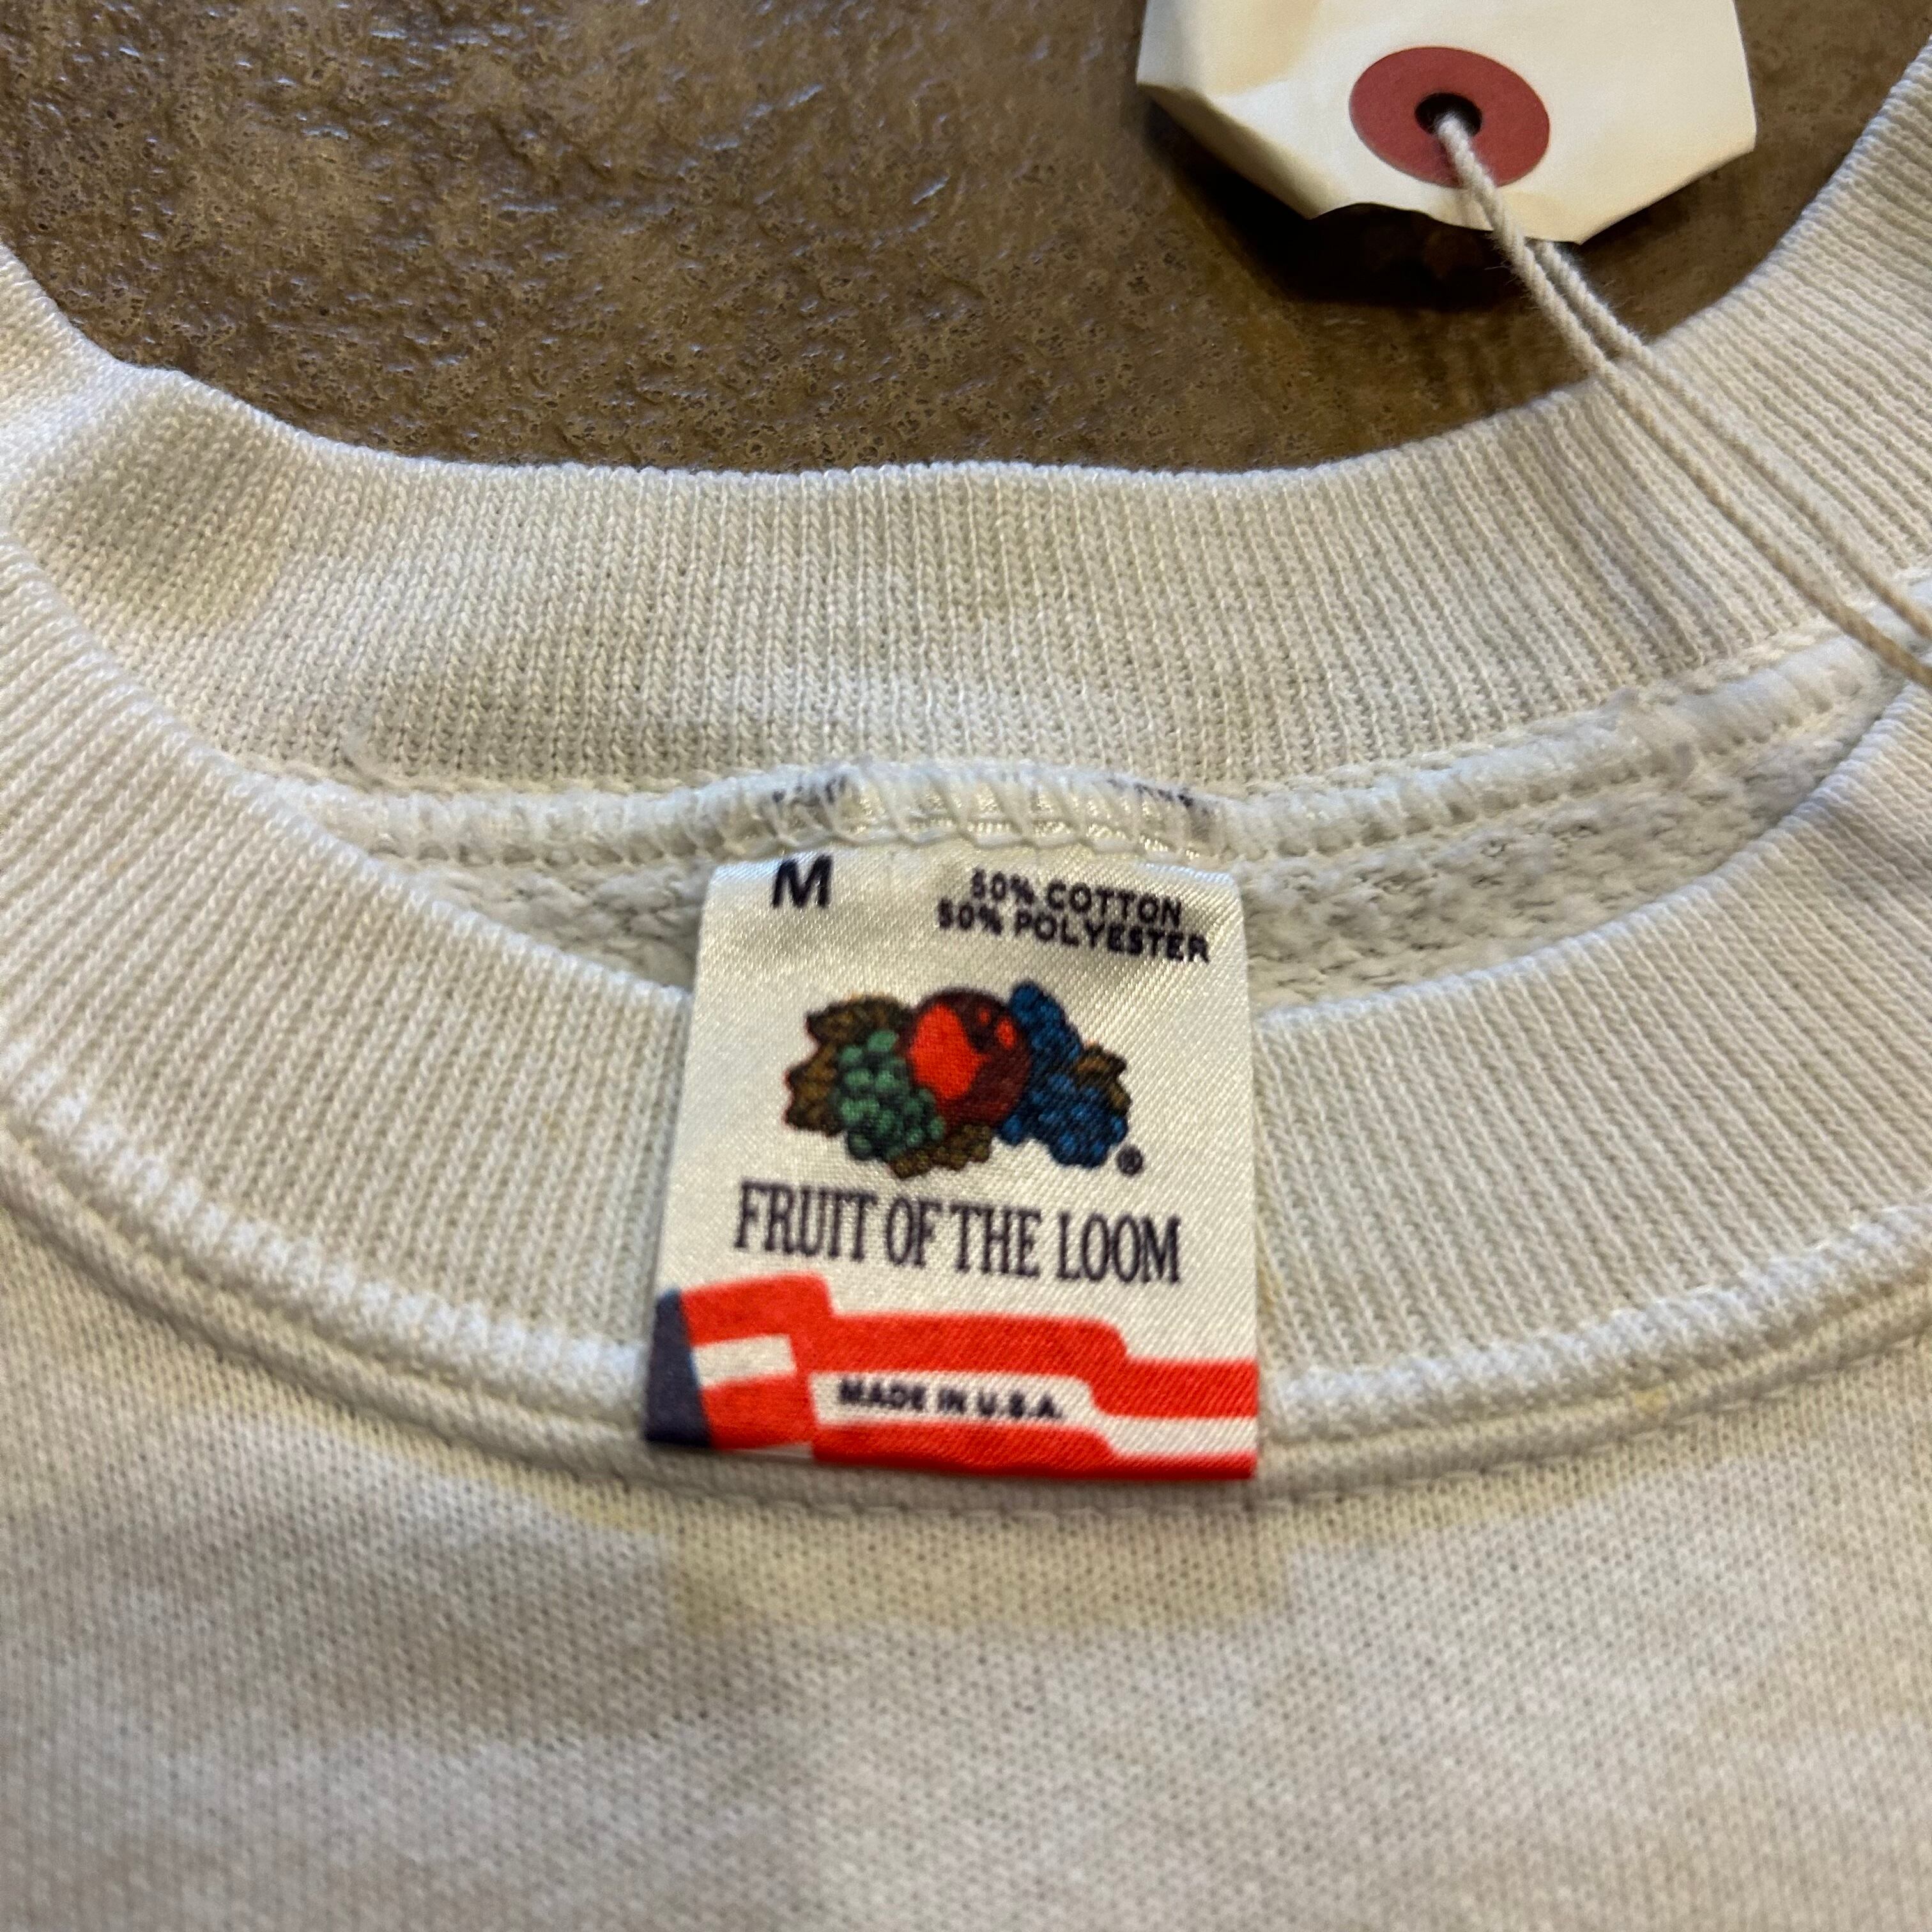 M
50% COTTON
50% POLYESTER
®
FRUIT OF THE LOOM
MADE IN U.S.A.